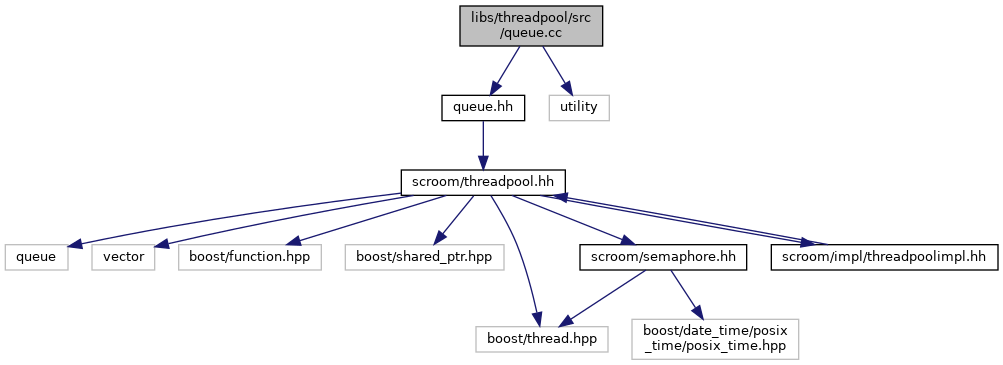 libs/threadpool/src
/queue.cc
queue.hh
utility
scroom/threadpool.hh
queue
vector
boost/function.hpp
boost/shared_ptr.hpp
scroom/semaphore.hh
scroom/impl/threadpoolimpl.hh
boost/thread.hpp
boost/date_time/posix
_time/posix_time.hpp